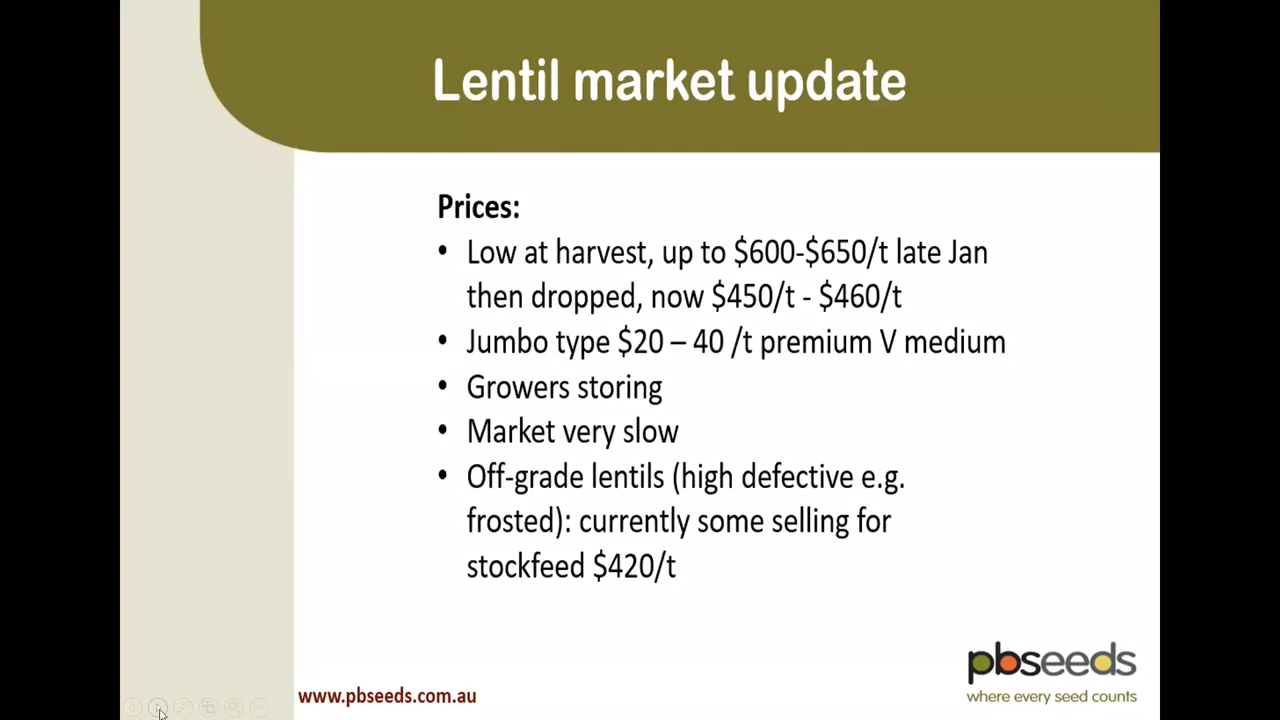 Lentil market update
Prices:
• Low at harvest, up to $600-$650/t late Jan
then dropped, now $450/t - $460/t
• Jumbo type $20 – 40 /t premium V medium
• Growers storing
• Market very slow
• Off-grade lentils (high defective e.g.
frosted): currently some selling for
stockfeed $420/t
pbseeds
where every seed counts
www.pbseeds.com.au